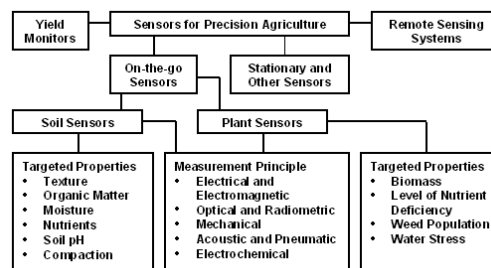 Yield
Monitors
Sensors for Precision Agriculture
Remote Sensing
Systems
On-the-go
Sensors
Stationary and
Other Sensors
Soil Sensors
Plant Sensors
Targeted Properties
• Texture
• Organic Matter
• Moisture
• Nutrients
• Soil pH
• Compaction
Measurement Principle
• Electrical and
Electromagnetic
• Optical and Radiometric
• Mechanical
• Acoustic and Pneumatic
• Electrochemical
Targeted Properties
• Biomass
• Level of Nutrient
Deficiency
• Weed Population
• Water Stress